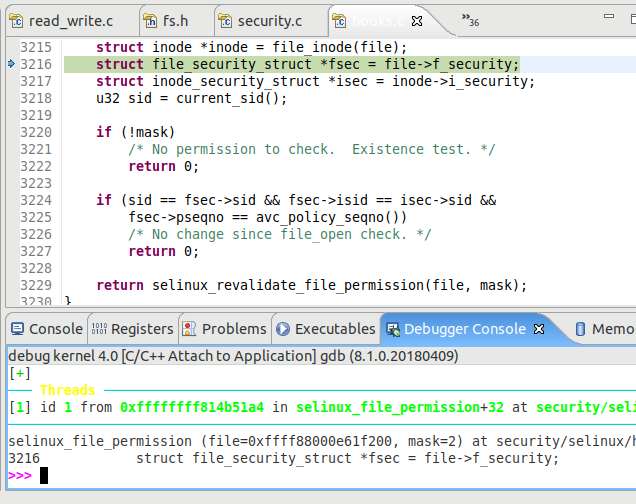 read_write.c fs.h security.c hooks.c »36
3215 struct inode *inode = file_inode(file);
3216 struct file_security_struct *fsec = file->f_security;
3217 struct inode_security_struct *isec = inode->i_security;
3218 u32 sid = current_sid();
3219
3220 if (!mask)
3221 /* No permission to check.  Existence test. */
3222 return 0;
3223
3224 if (sid == fsec->sid && fsec->isid == isec->sid &&
3225 fsec->pseqno == avc_policy_seqno())
3226 /* No change since file_open check. */
3227 return 0;
3228
3229 return selinux_revalidate_file_permission(file, mask);
3230 }
Console Registers Problems Executables Debugger Console Memo
debug kernel 4.0 [C/C++ Attach to Application] gdb (8.1.0.20180409)
[+]
Threads
[1] id 1 from 0xffffffff814b51a4 in selinux_file_permission+32 at security/seli
selinux_file_permission (file=0xffff88000e61f200, mask=2) at security/selinux/h
3216 struct file_security_struct *fsec = file->f_security;
>>>